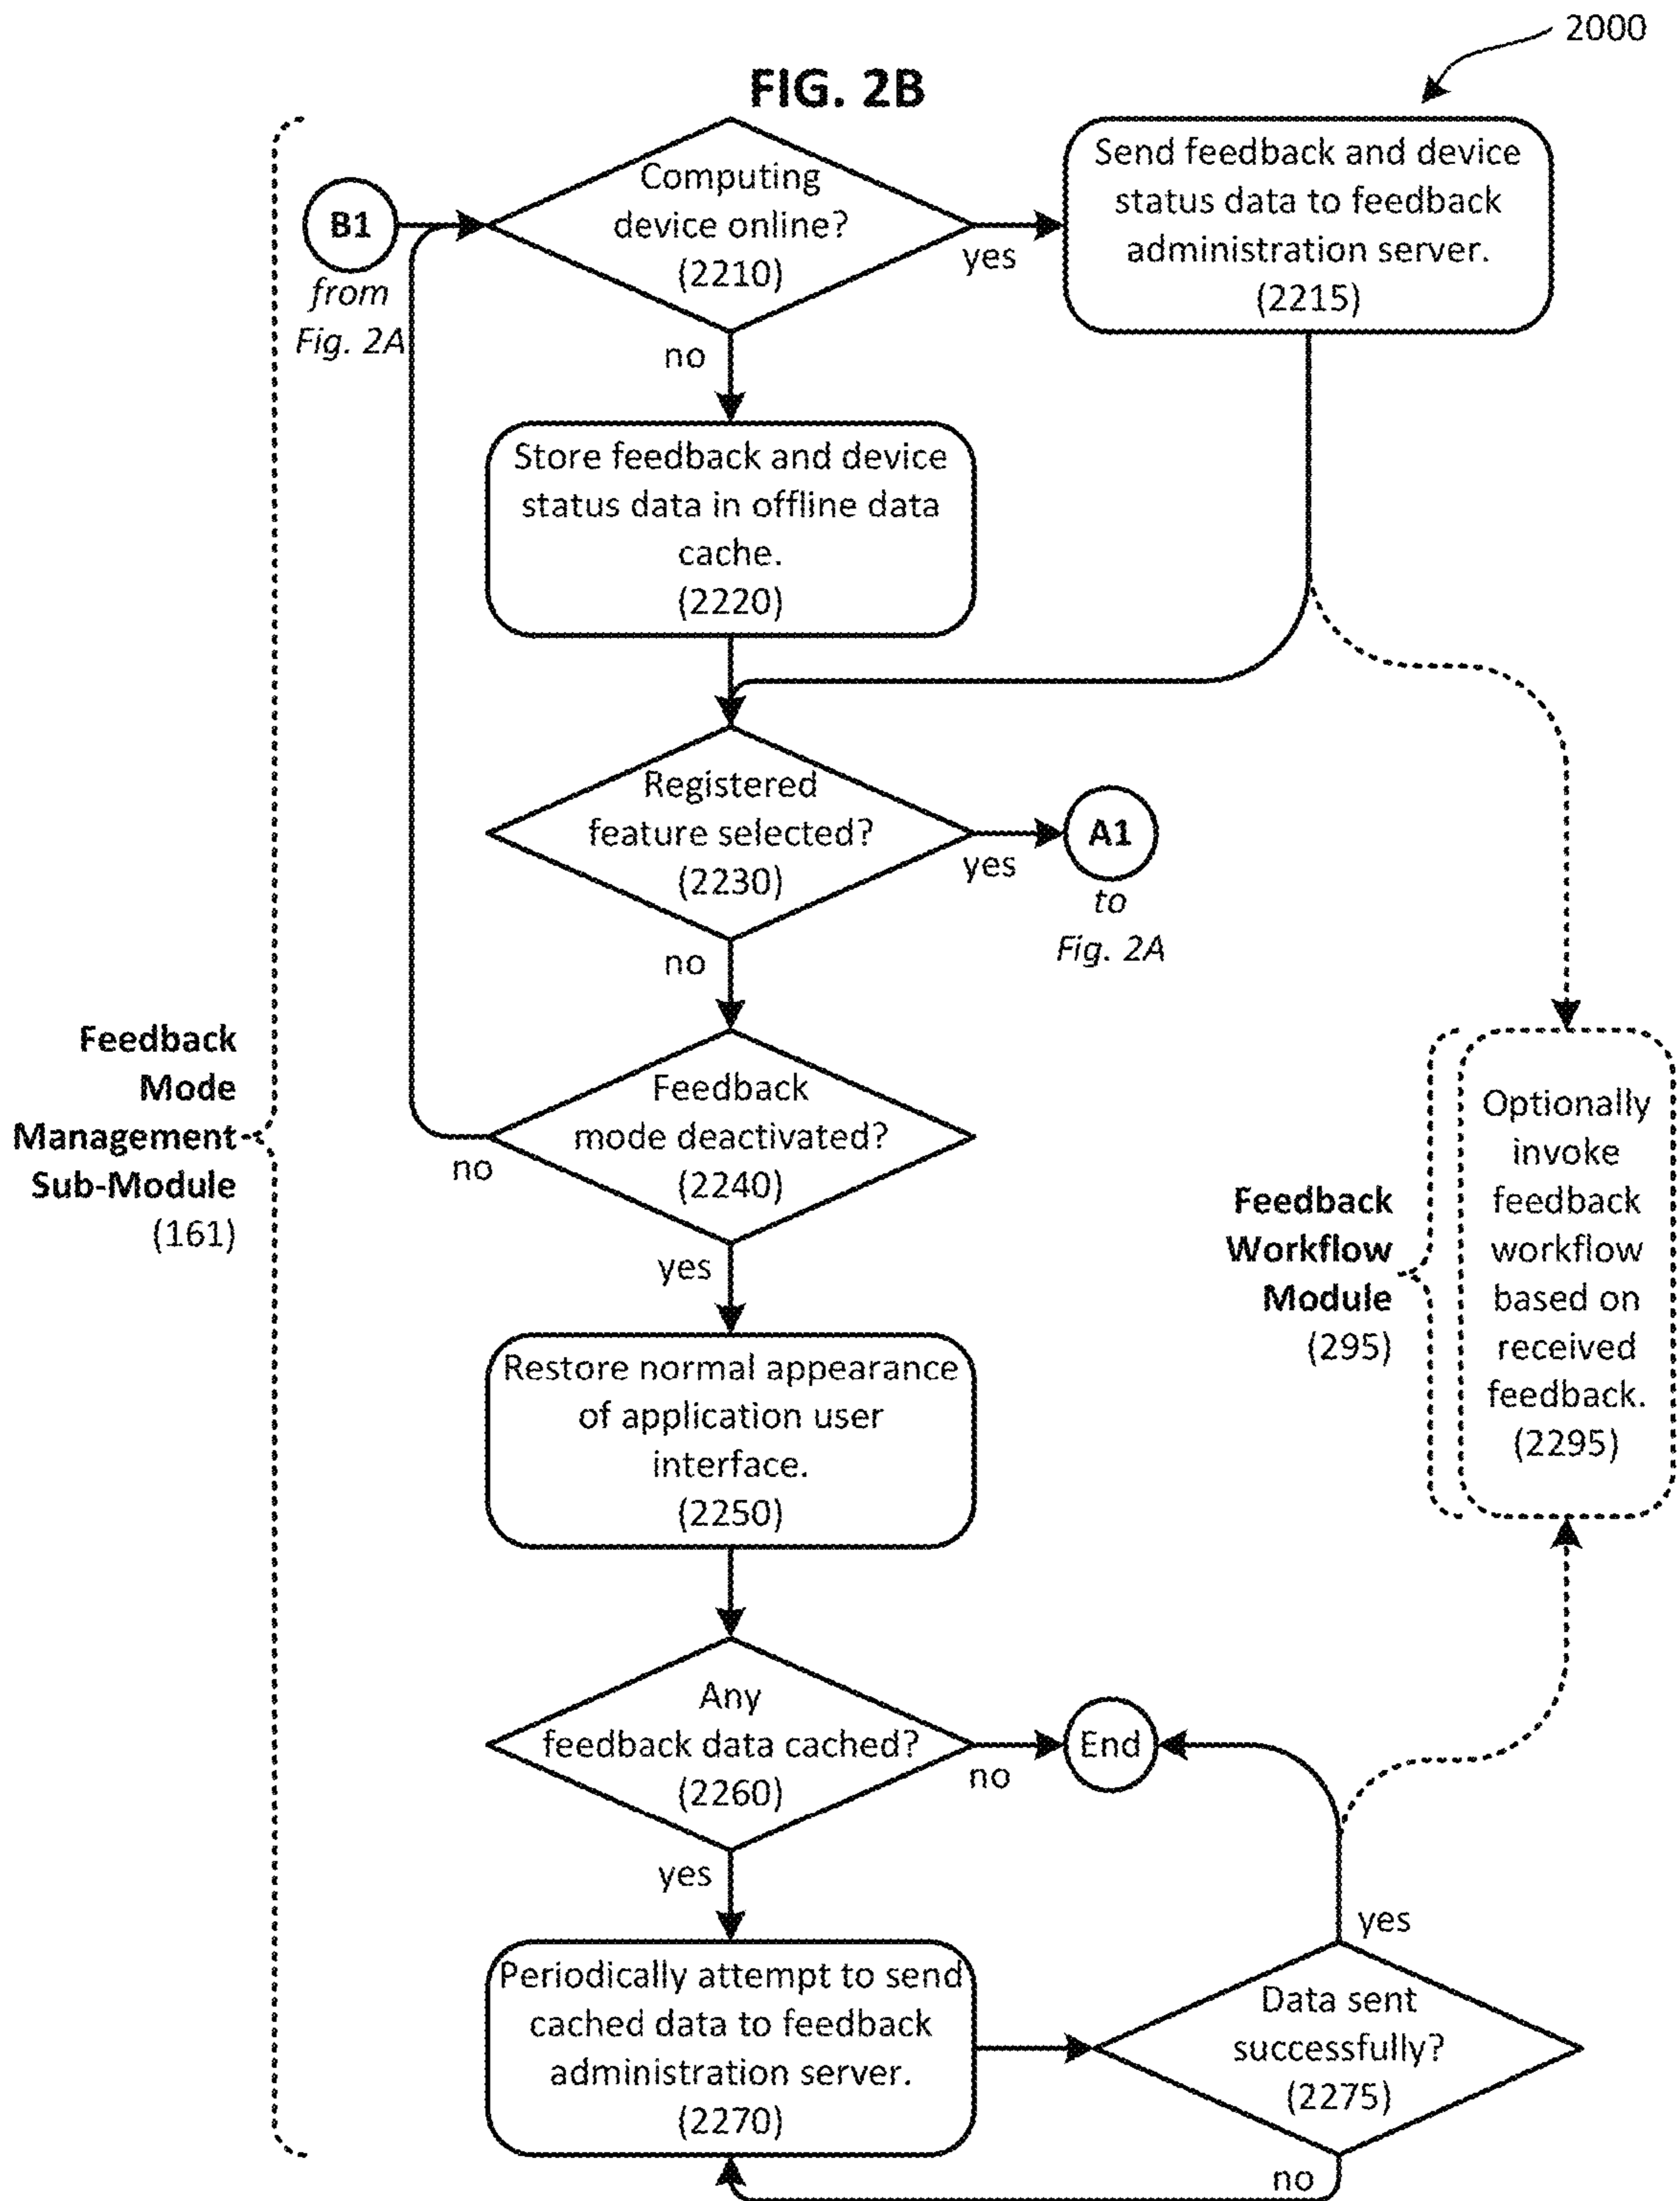 2000
FIG. 2B
B1
from
Fig. 2A
Computing
device online?
(2210)
yes
no
Send feedback and device
status data to feedback
administration server.
(2215)
Store feedback and device
status data in offline data
cache.
(2220)
Registered
feature selected?
(2230)
yes
no
A1
to
Fig. 2A
Feedback
Mode
Management
Sub-Module
(161)
Feedback
mode deactivated?
(2240)
no
yes
Feedback
Workflow
Module
(295)
Optionally
invoke
feedback
workflow
based on
received
feedback.
(2295)
Restore normal appearance
of application user
interface.
(2250)
Any
feedback data cached?
(2260)
no
yes
End
Periodically attempt to send
cached data to feedback
administration server.
(2270)
yes
Data sent
successfully?
(2275)
no